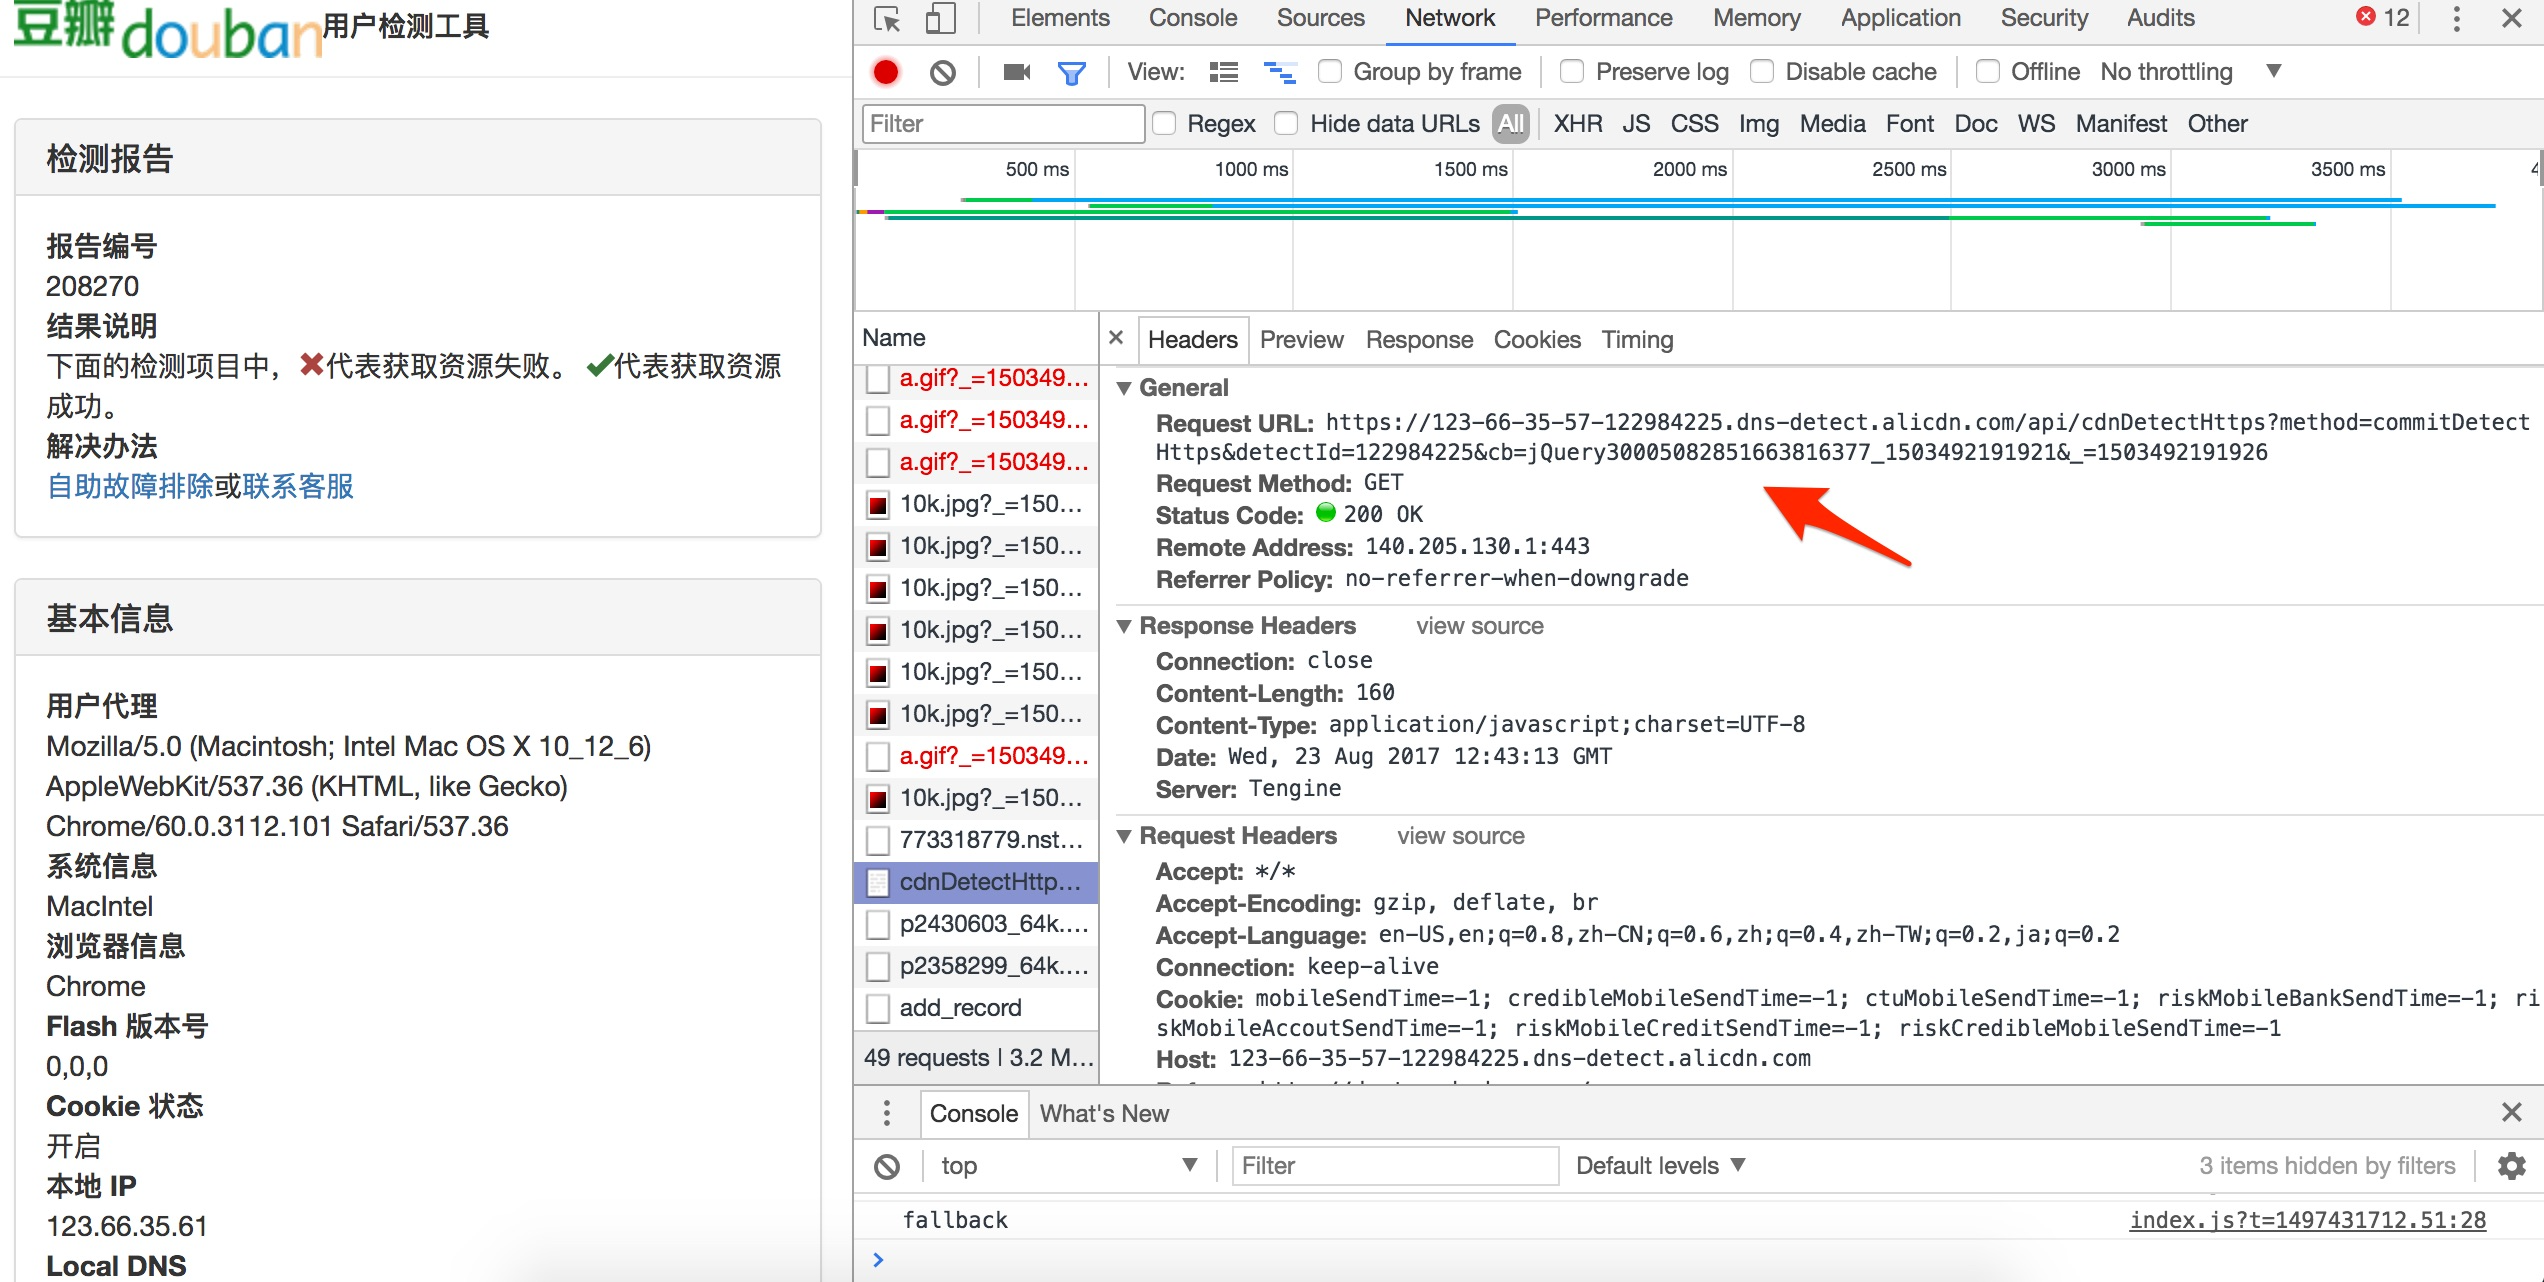 豆瓣douban用户检测工具
检测报告
报告编号
208270
结果说明
下面的检测项目中，✖代表获取资源失败。 ✔代表获取资源
成功。
解决办法
自助故障排除或联系客服
基本信息
用户代理
Mozilla/5.0 (Macintosh; Intel Mac OS X 10_12_6)
AppleWebKit/537.36 (KHTML, like Gecko)
Chrome/60.0.3112.101 Safari/537.36
系统信息
MacIntel
浏览器信息
Chrome
Flash 版本号
0,0,0
Cookie 状态
开启
本地 IP
123.66.35.61
Local DNS
Elements Console Sources Network Performance Memory Application Security Audits 12
View: Group by frame Preserve log Disable cache Offline No throttling
Filter Regex Hide data URLs All XHR JS CSS Img Media Font Doc WS Manifest Other
500 ms 1000 ms 1500 ms 2000 ms 2500 ms 3000 ms 3500 ms 4
Name
a.gif?_=150349...
a.gif?_=150349...
a.gif?_=150349...
10k.jpg?_=150...
10k.jpg?_=150...
10k.jpg?_=150...
10k.jpg?_=150...
10k.jpg?_=150...
10k.jpg?_=150...
a.gif?_=150349...
10k.jpg?_=150...
773318779.nst...
cdnDetectHttp...
p2430603_64k....
p2358299_64k....
add_record
49 requests | 3.2 M...
× Headers Preview Response Cookies Timing
General
Request URL: https://123-66-35-57-122984225.dns-detect.alicdn.com/api/cdnDetectHttps?method=commitDetect
Https&detectId=122984225&cb=jQuery30005082851663816377_1503492191921&_=1503492191926
Request Method: GET
Status Code: 200 OK
Remote Address: 140.205.130.1:443
Referrer Policy: no-referrer-when-downgrade
Response Headers view source
Connection: close
Content-Length: 160
Content-Type: application/javascript;charset=UTF-8
Date: Wed, 23 Aug 2017 12:43:13 GMT
Server: Tengine
Request Headers view source
Accept: */*
Accept-Encoding: gzip, deflate, br
Accept-Language: en-US,en;q=0.8,zh-CN;q=0.6,zh;q=0.4,zh-TW;q=0.2,ja;q=0.2
Connection: keep-alive
Cookie: mobileSendTime=-1; credibleMobileSendTime=-1; ctuMobileSendTime=-1; riskMobileBankSendTime=-1; ri
skMobileAccoutSendTime=-1; riskMobileCreditSendTime=-1; riskCredibleMobileSendTime=-1
Host: 123-66-35-57-122984225.dns-detect.alicdn.com
Console What's New
top Filter Default levels 3 items hidden by filters
fallback index.js?t=1497431712.51:28